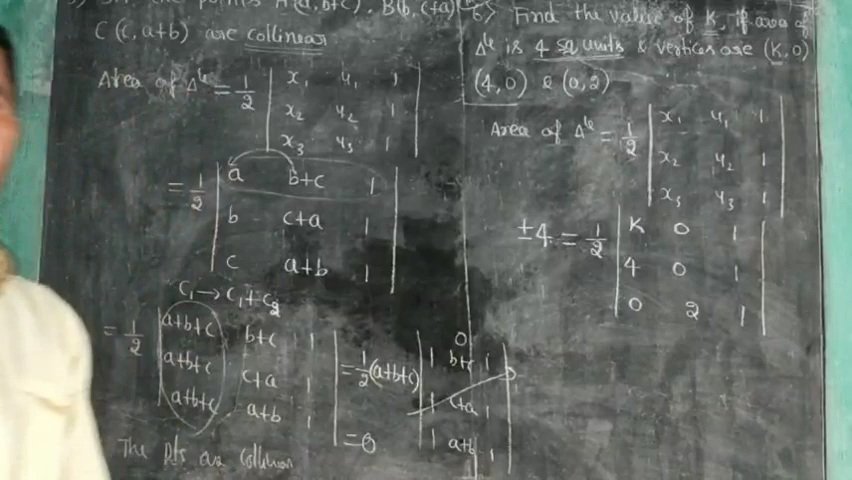 the points A(a, b+c), B(b, c+a)
C (c, a+b) are collinear
Area of Δle = 1/2 | x1 y1 1 |
| x2 y2 1 |
| x3 y3 1 |
= 1/2 | a b+c 1 |
| b c+a 1 |
| c a+b 1 |
C1 → C1+C2
= 1/2 | a+b+c b+c 1 |
| a+b+c c+a 1 |
| a+b+c a+b 1 |
= 1/2 (a+b+c) | 1 b+c 1 | 0
| 1 c+a 1 |
| 1 a+b 1 |
= 0
The Pts are collinear
6) Find the value of K, if area of
Δle is 4 sq units & vertices are (K, 0)
(4, 0) & (0, 2)
Area of Δle = 1/2 | x1 y1 1 |
| x2 y2 1 |
| x3 y3 1 |
±4 = 1/2 | K 0 1 |
| 4 0 1 |
| 0 2 1 |